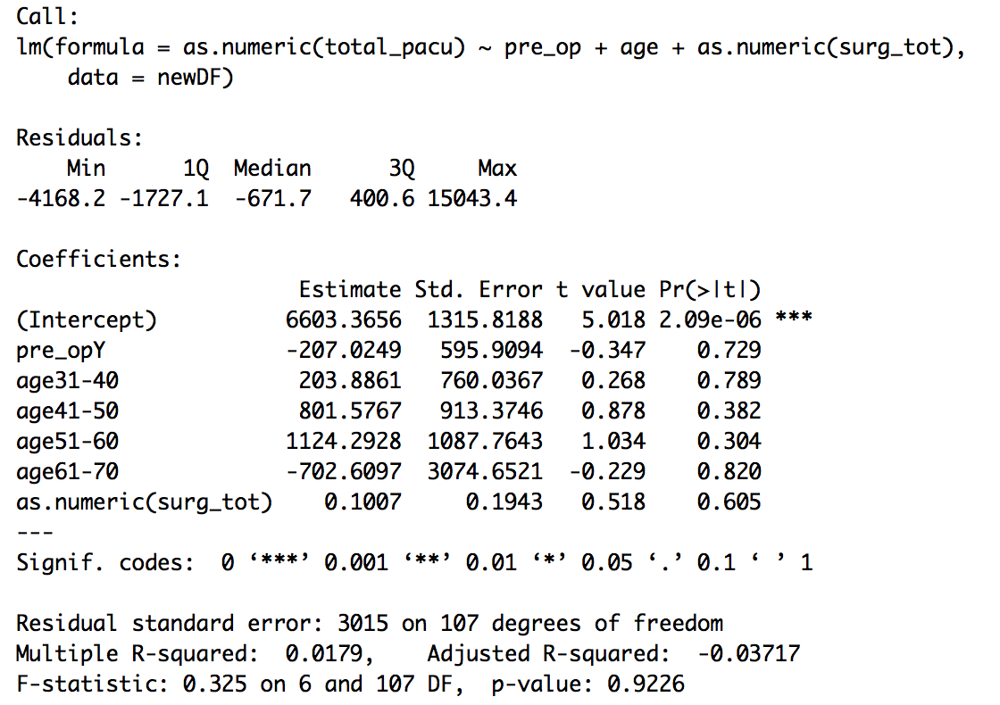 Call:
lm(formula = as.numeric(total_pacu) ~ pre_op + age + as.numeric(surg_tot),
    data = newDF)

Residuals:
    Min      1Q  Median      3Q     Max
-4168.2 -1727.1  -671.7   400.6 15043.4

Coefficients:
                     Estimate Std. Error t value Pr(>|t|)
(Intercept)         6603.3656  1315.8188   5.018 2.09e-06 ***
pre_opY             -207.0249   595.9094  -0.347    0.729
age31-40             203.8861   760.0367   0.268    0.789
age41-50             801.5767   913.3746   0.878    0.382
age51-60            1124.2928  1087.7643   1.034    0.304
age61-70            -702.6097  3074.6521  -0.229    0.820
as.numeric(surg_tot)   0.1007     0.1943   0.518    0.605
---
Signif. codes:  0 ‘***’ 0.001 ‘**’ 0.01 ‘*’ 0.05 ‘.’ 0.1 ‘ ’ 1

Residual standard error: 3015 on 107 degrees of freedom
Multiple R-squared:  0.0179,    Adjusted R-squared:  -0.03717
F-statistic: 0.325 on 6 and 107 DF,  p-value: 0.9226